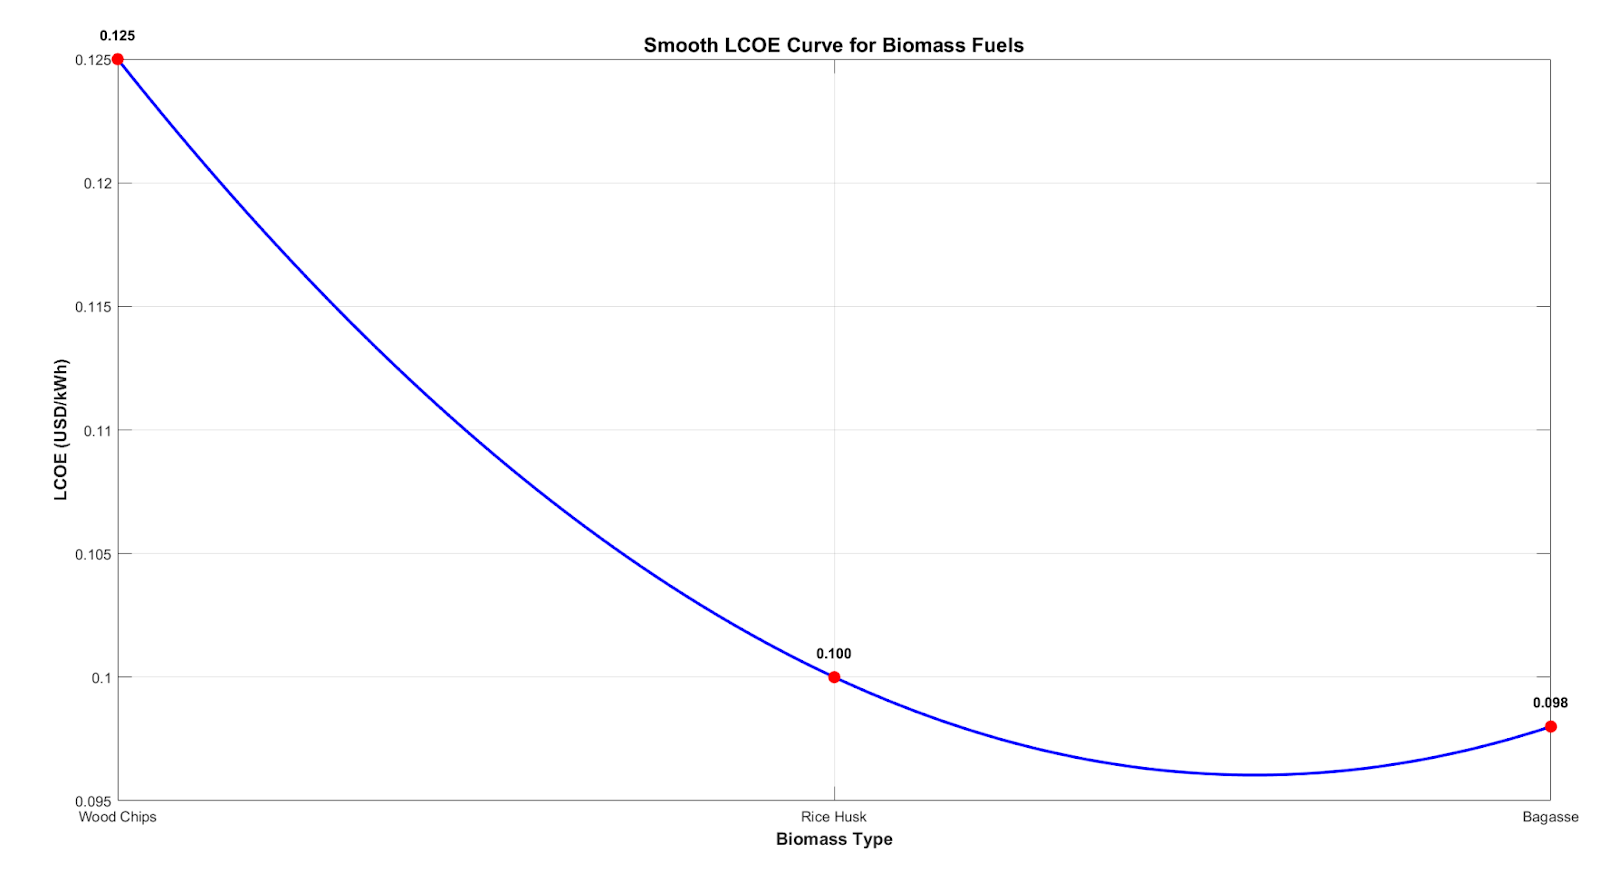 Smooth LCOE Curve for Biomass Fuels
0.125
0.125
0.12
0.115
0.11
0.105
0.1
0.095
LCOE (USD/kWh)
0.100
0.098
Wood Chips
Rice Husk
Bagasse
Biomass Type